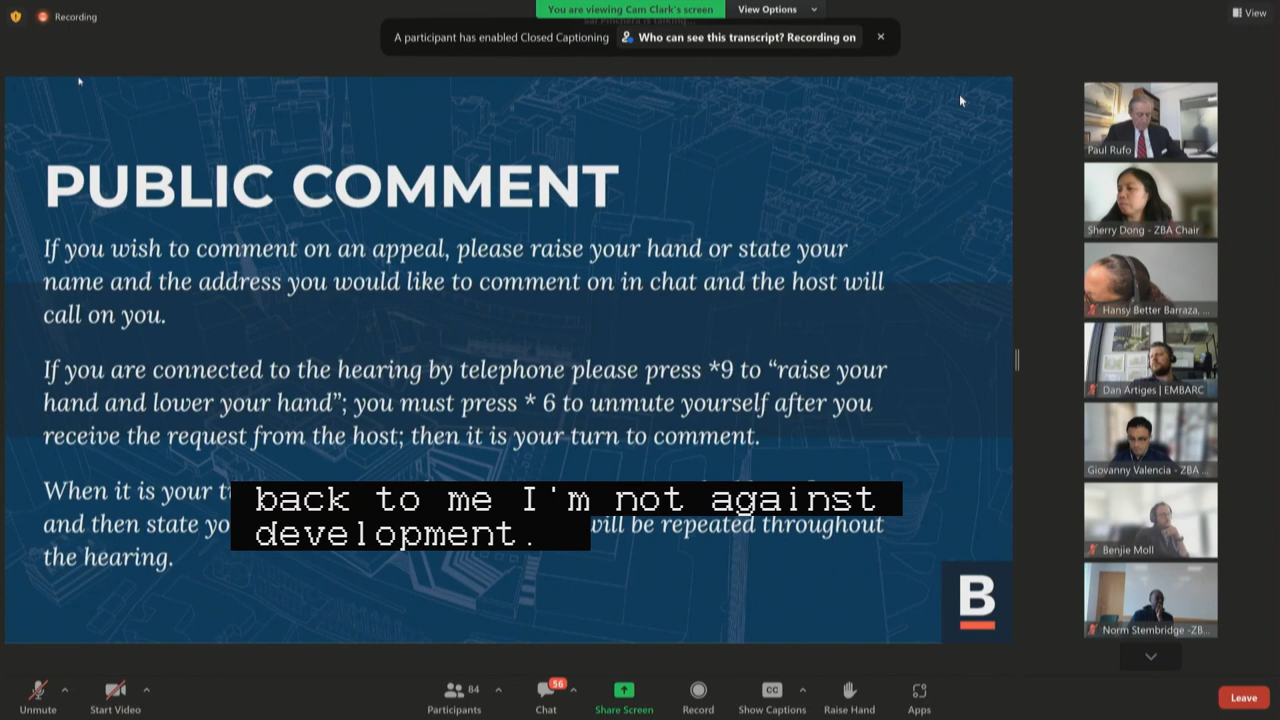 Recording
You are viewing Cam Clark's screen
View Options
View
A participant has enabled Closed Captioning
Who can see this transcript? Recording on
PUBLIC COMMENT
If you wish to comment on an appeal, please raise your hand or state your
name and the address you would like to comment on in chat and the host will
call on you.
If you are connected to the hearing by telephone please press *9 to “raise your
hand and lower your hand”; you must press * 6 to unmute yourself after you
receive the request from the host; then it is your turn to comment.
When it is your
and then state will be repeated throughout
the hearing.
back to me I'm not against
development.
B
Paul Rufo
Sherry Dong - ZBA Chair
Hansy Better Barraza, ...
Dan Artiges | EMBARC
Giovanny Valencia - ZBA ...
Benjie Moll
Norm Stembridge -ZB...
Unmute
Start Video
84
Participants
56
Chat
Share Screen
Record
CC
Show Captions
Raise Hand
Apps
Leave